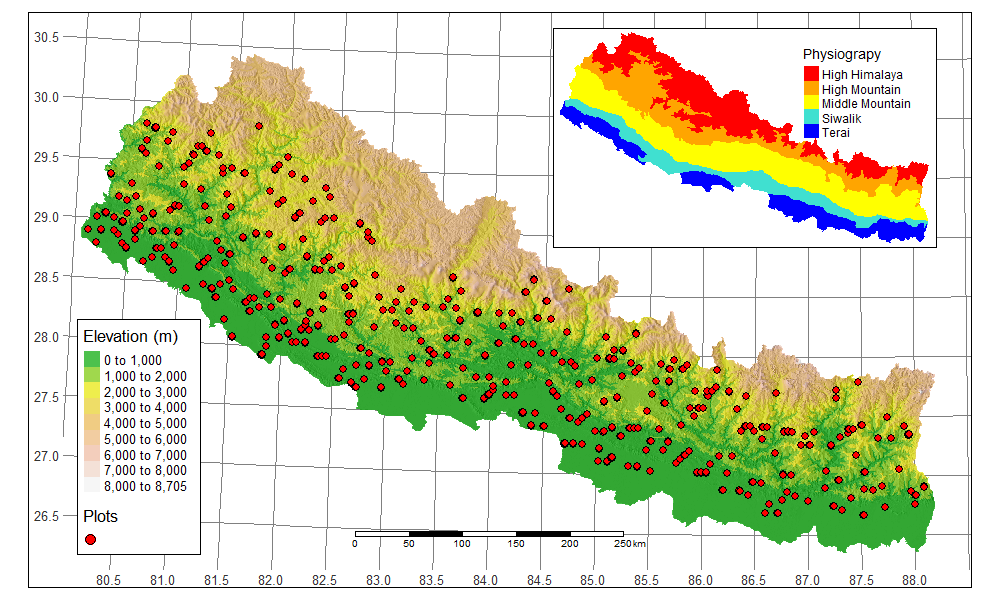 30.5
30.0
29.5
29.0
28.5
28.0
27.5
27.0
26.5
Physiograpy
High Himalaya
High Mountain
Middle Mountain
Siwalik
Terai
Elevation (m)
0 to 1,000
1,000 to 2,000
2,000 to 3,000
3,000 to 4,000
4,000 to 5,000
5,000 to 6,000
6,000 to 7,000
7,000 to 8,000
8,000 to 8,705
Plots
0 50 100 150 200 250 km
80.5 81.0 81.5 82.0 82.5 83.0 83.5 84.0 84.5 85.0 85.5 86.0 86.5 87.0 87.5 88.0